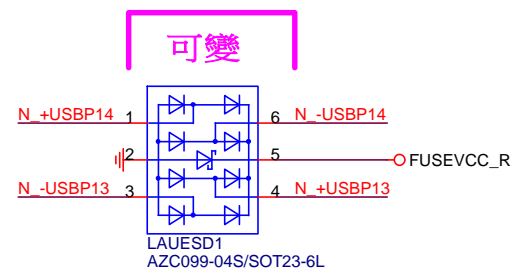 可變
N_+USBP14 1
6 N_-USBP14
2
5 FUSEVCC_R
N_-USBP13 3
4 N_+USBP13
LAUESD1
AZC099-04S/SOT23-6L